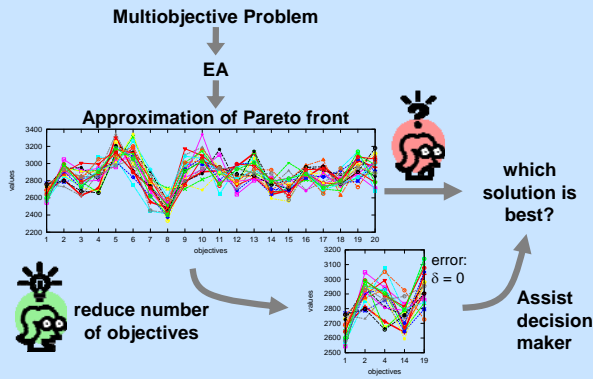 Multiobjective Problem
EA
Approximation of Pareto front
3400
3200
3000
2800
2600
2400
2200
values
1 2 3 4 5 6 7 8 9 10 11 12 13 14 15 16 17 18 19 20
objectives
?
which
solution is
best?
reduce number
of objectives
3100
3000
2900
2800
2700
2600
2500
values
1 2 4 14 19
objectives
error:
δ = 0
Assist
decision
maker